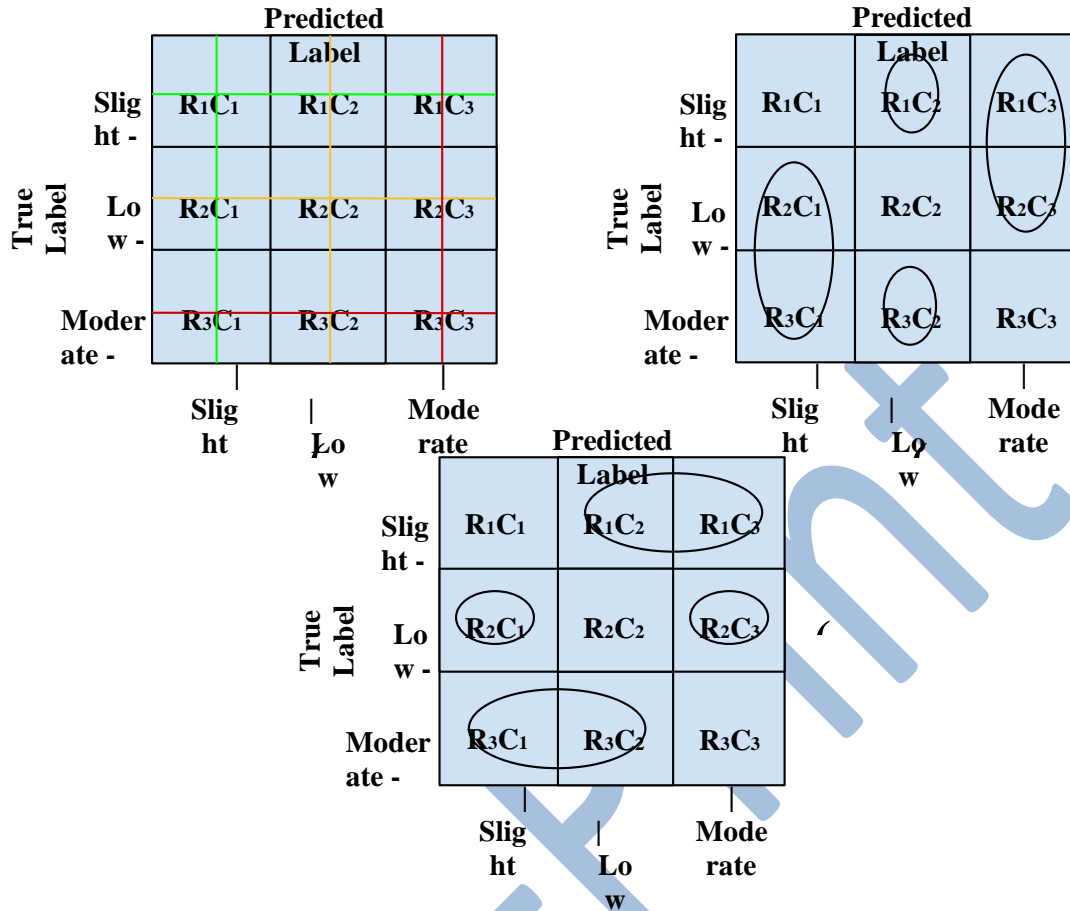 Predicted
Label
Slig
ht -
R₁C₁ R₁C₂ R₁C₃
True
Label
Lo
w -
R₂C₁ R₂C₂ R₂C₃
Moder
ate -
R₃C₁ R₃C₂ R₃C₃
Slig
ht
| Lo
w
Mode
rate
Predicted
Label
Slig
ht -
R₁C₁ R₁C₂ R₁C₃
True
Label
Lo
w -
R₂C₁ R₂C₂ R₂C₃
Moder
ate -
R₃C₁ R₃C₂ R₃C₃
Slig
ht
| Lo
w
Mode
rate
Predicted
Label
Slig
ht -
R₁C₁ R₁C₂ R₁C₃
True
Label
Lo
w -
R₂C₁ R₂C₂ R₂C₃
Moder
ate -
R₃C₁ R₃C₂ R₃C₃
Slig
ht
| Lo
w
Mode
rate